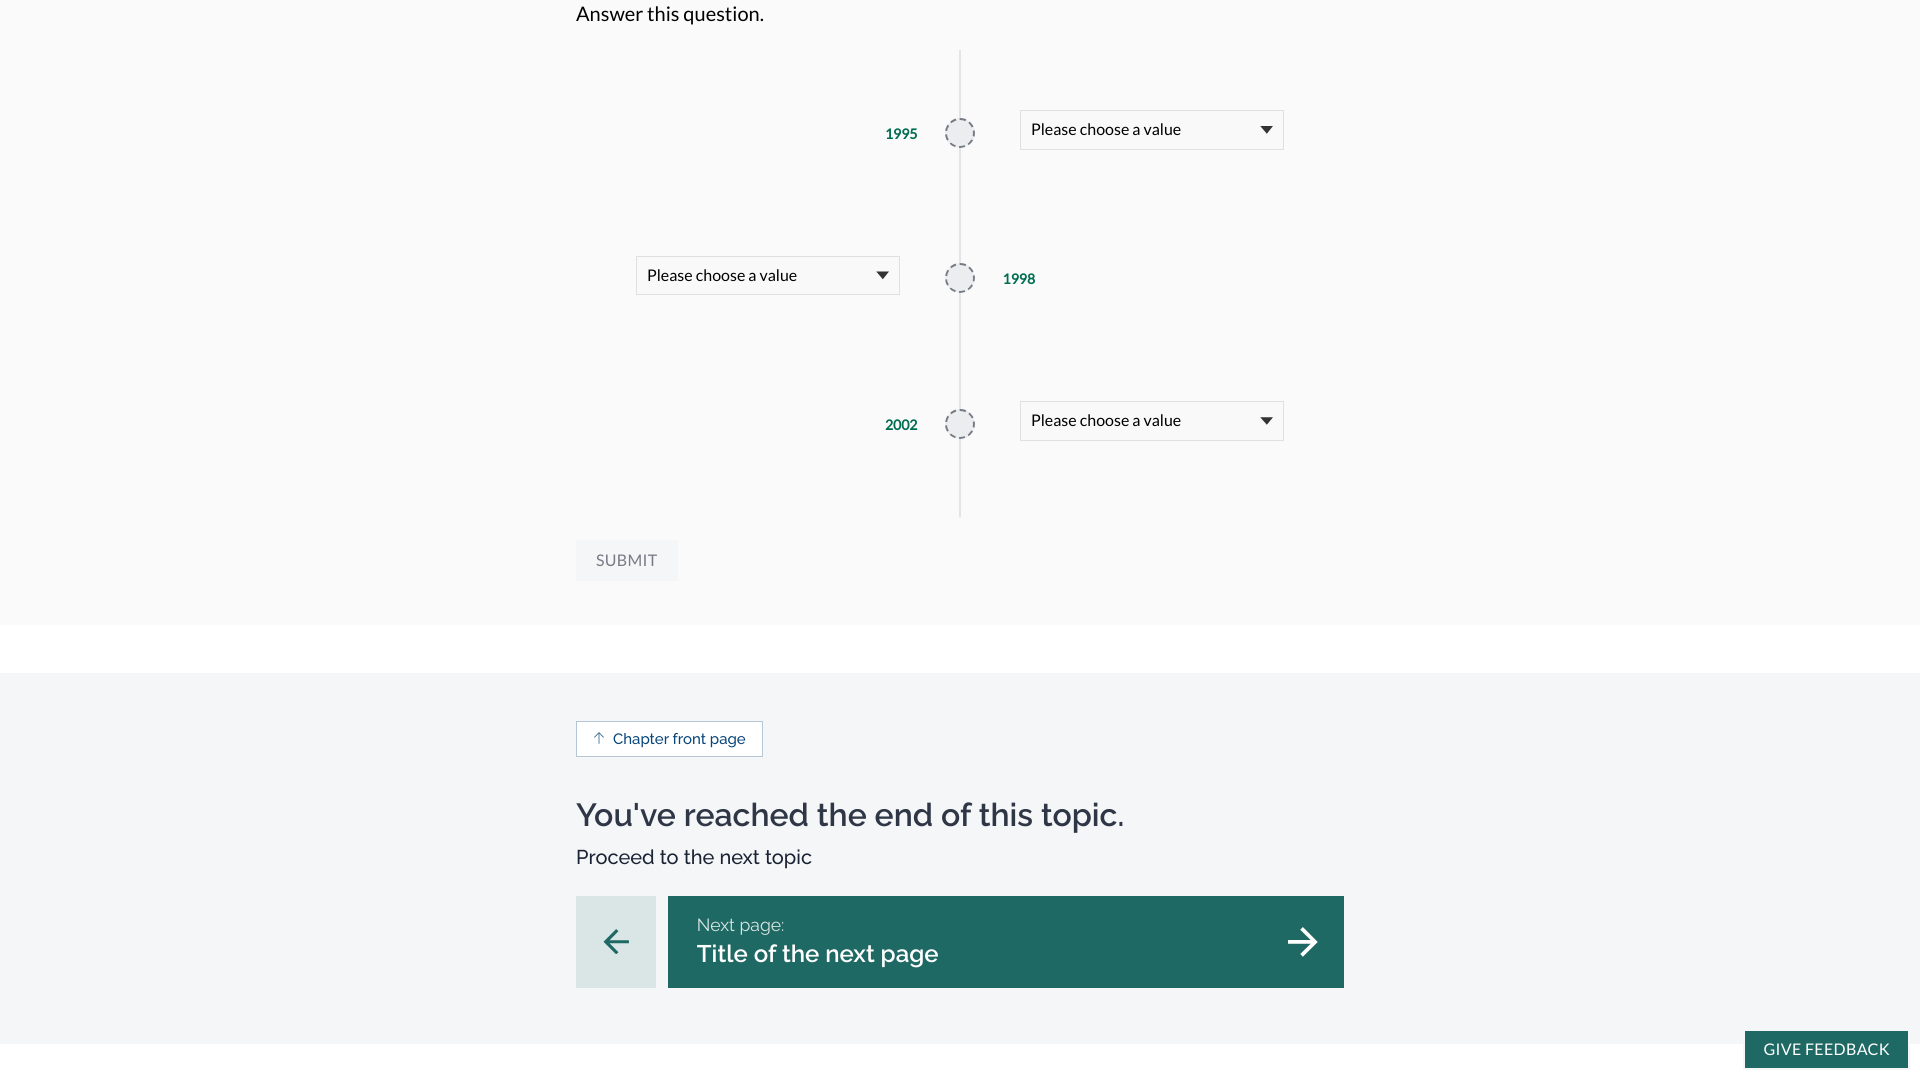 Answer this question.
1995
Please choose a value
Please choose a value
1998
2002
Please choose a value
SUBMIT
Chapter front page
You've reached the end of this topic.
Proceed to the next topic
Next page:
Title of the next page
GIVE FEEDBACK